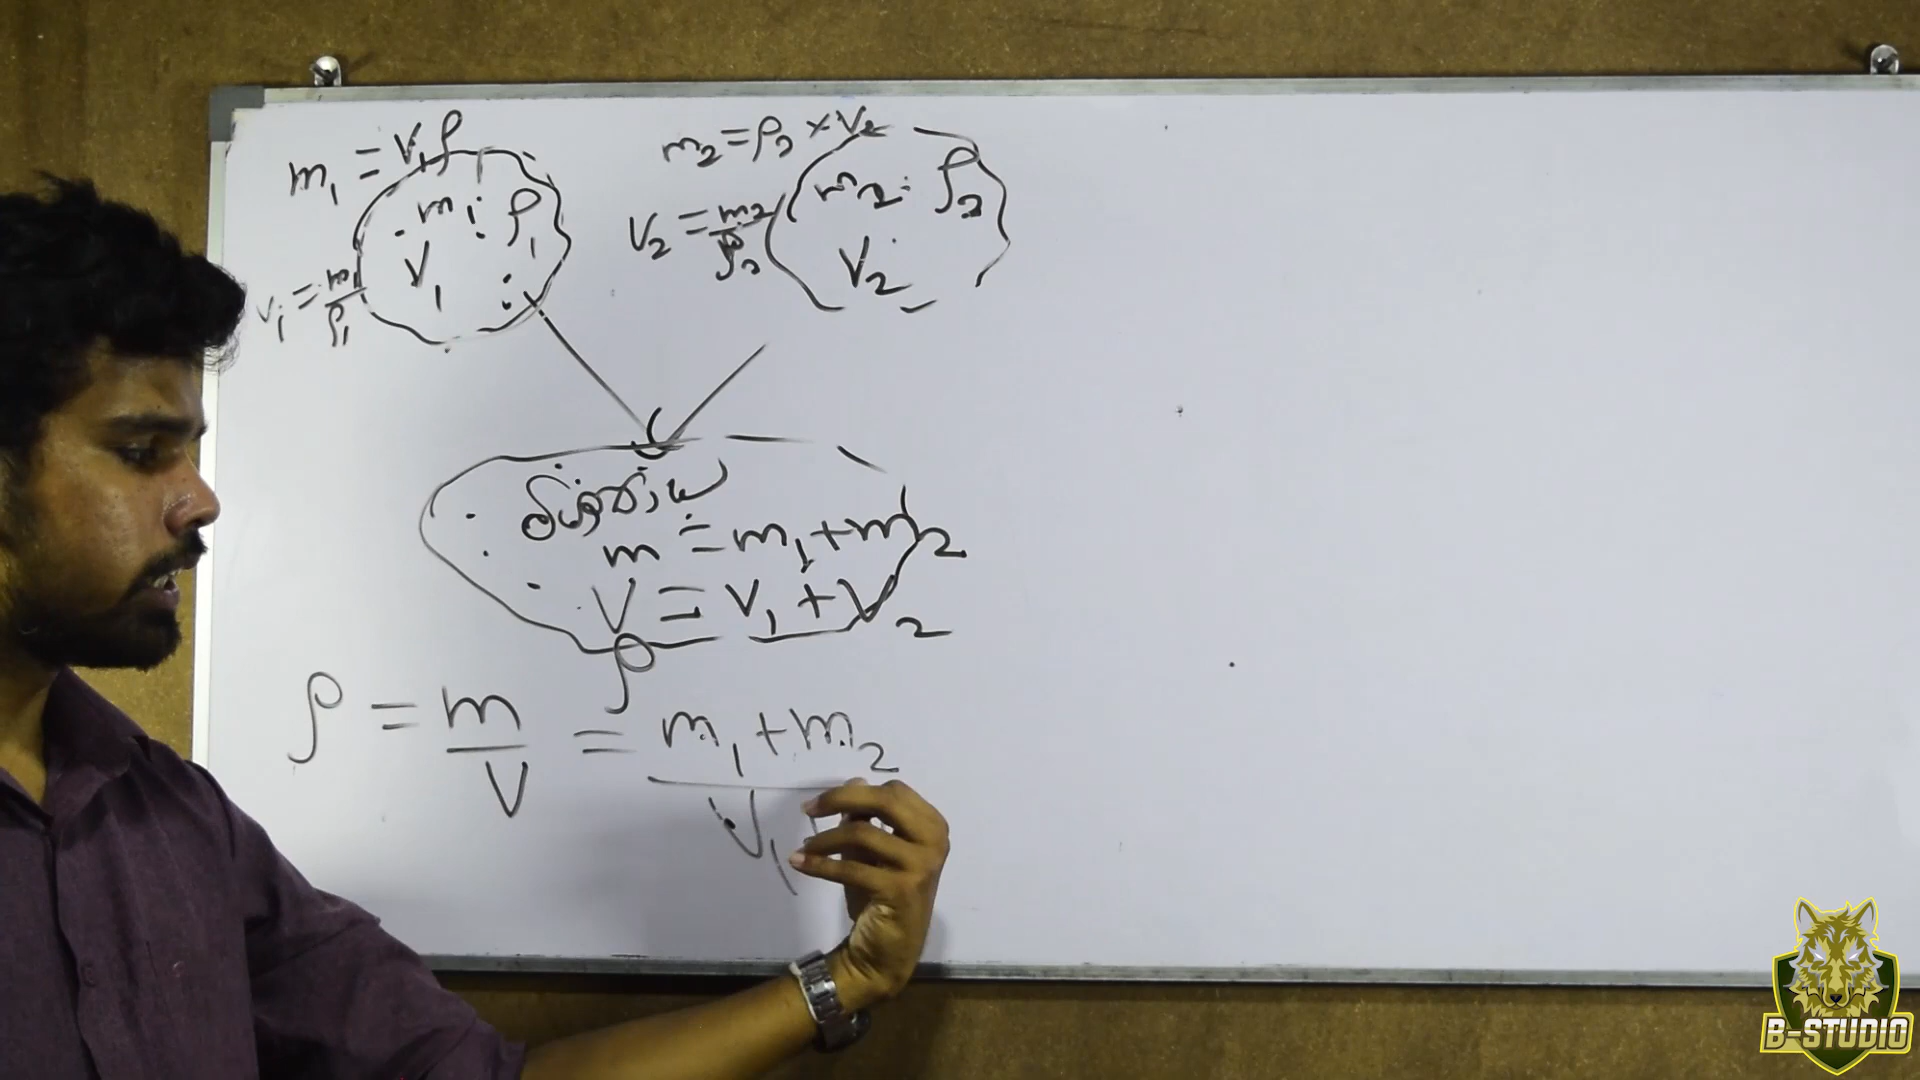 m₁ = V₁ρ
m₁ ρ₁
V₁
V₁ = m₁/ρ₁
m₂ = ρ₂ × V₂
m₂ ρ₂
V₂ = m₂/ρ₂
V₂
මිශ්‍රණය
m = m₁ + m₂
V = V₁ + V₂
ρ
ρ = m/V = m₁ + m₂
V₁
B-STUDIO